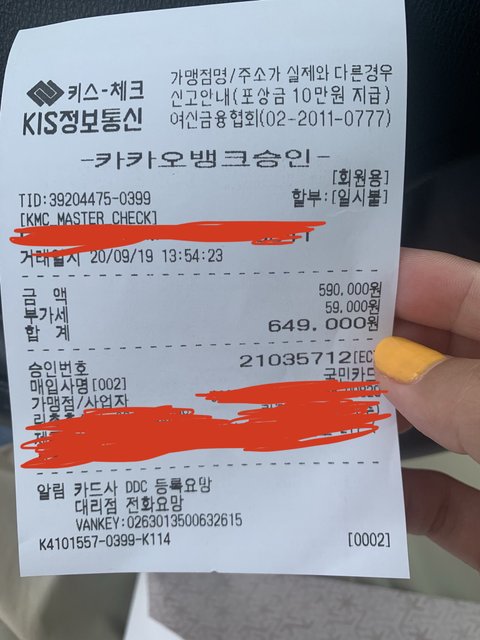 키스-체크
KIS정보통신
가맹점명/주소가 실제와 다른경우
신고안내(포상금 10만원 지급)
여신금융협회(02-2011-0777)
-카카오뱅크승인-
[회원용]
TID:39204475-0399 할부:[일시불]
[KMC MASTER CHECK]
거래일시 20/09/19 13:54:23
금 액 590,000원
부가세 59,000원
합 계 649,000원
승인번호 21035712[EC]
매입사명[002] 국민카드
가맹점/사업자
알림 카드사 DDC 등록요망
대리점 전화요망
VANKEY:0263013500632615
K4101557-0399-K114 [0002]